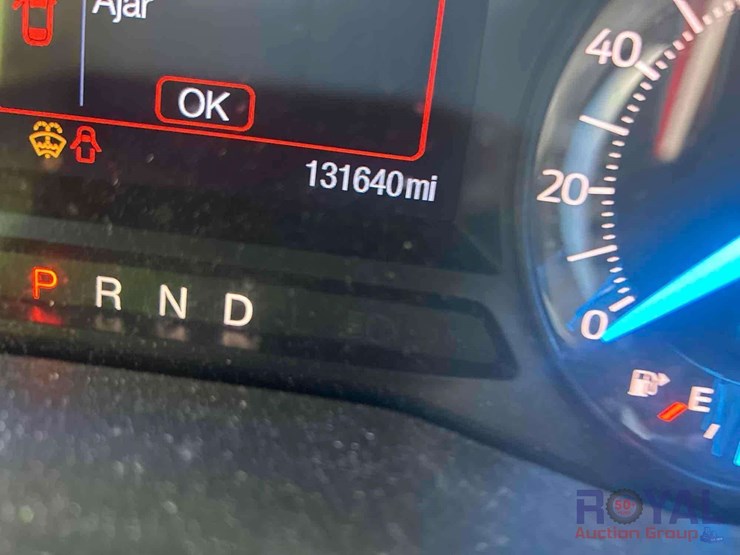 Ajar
OK
131640mi
P R N D
40
20
0
E
ROYAL
Auction Group